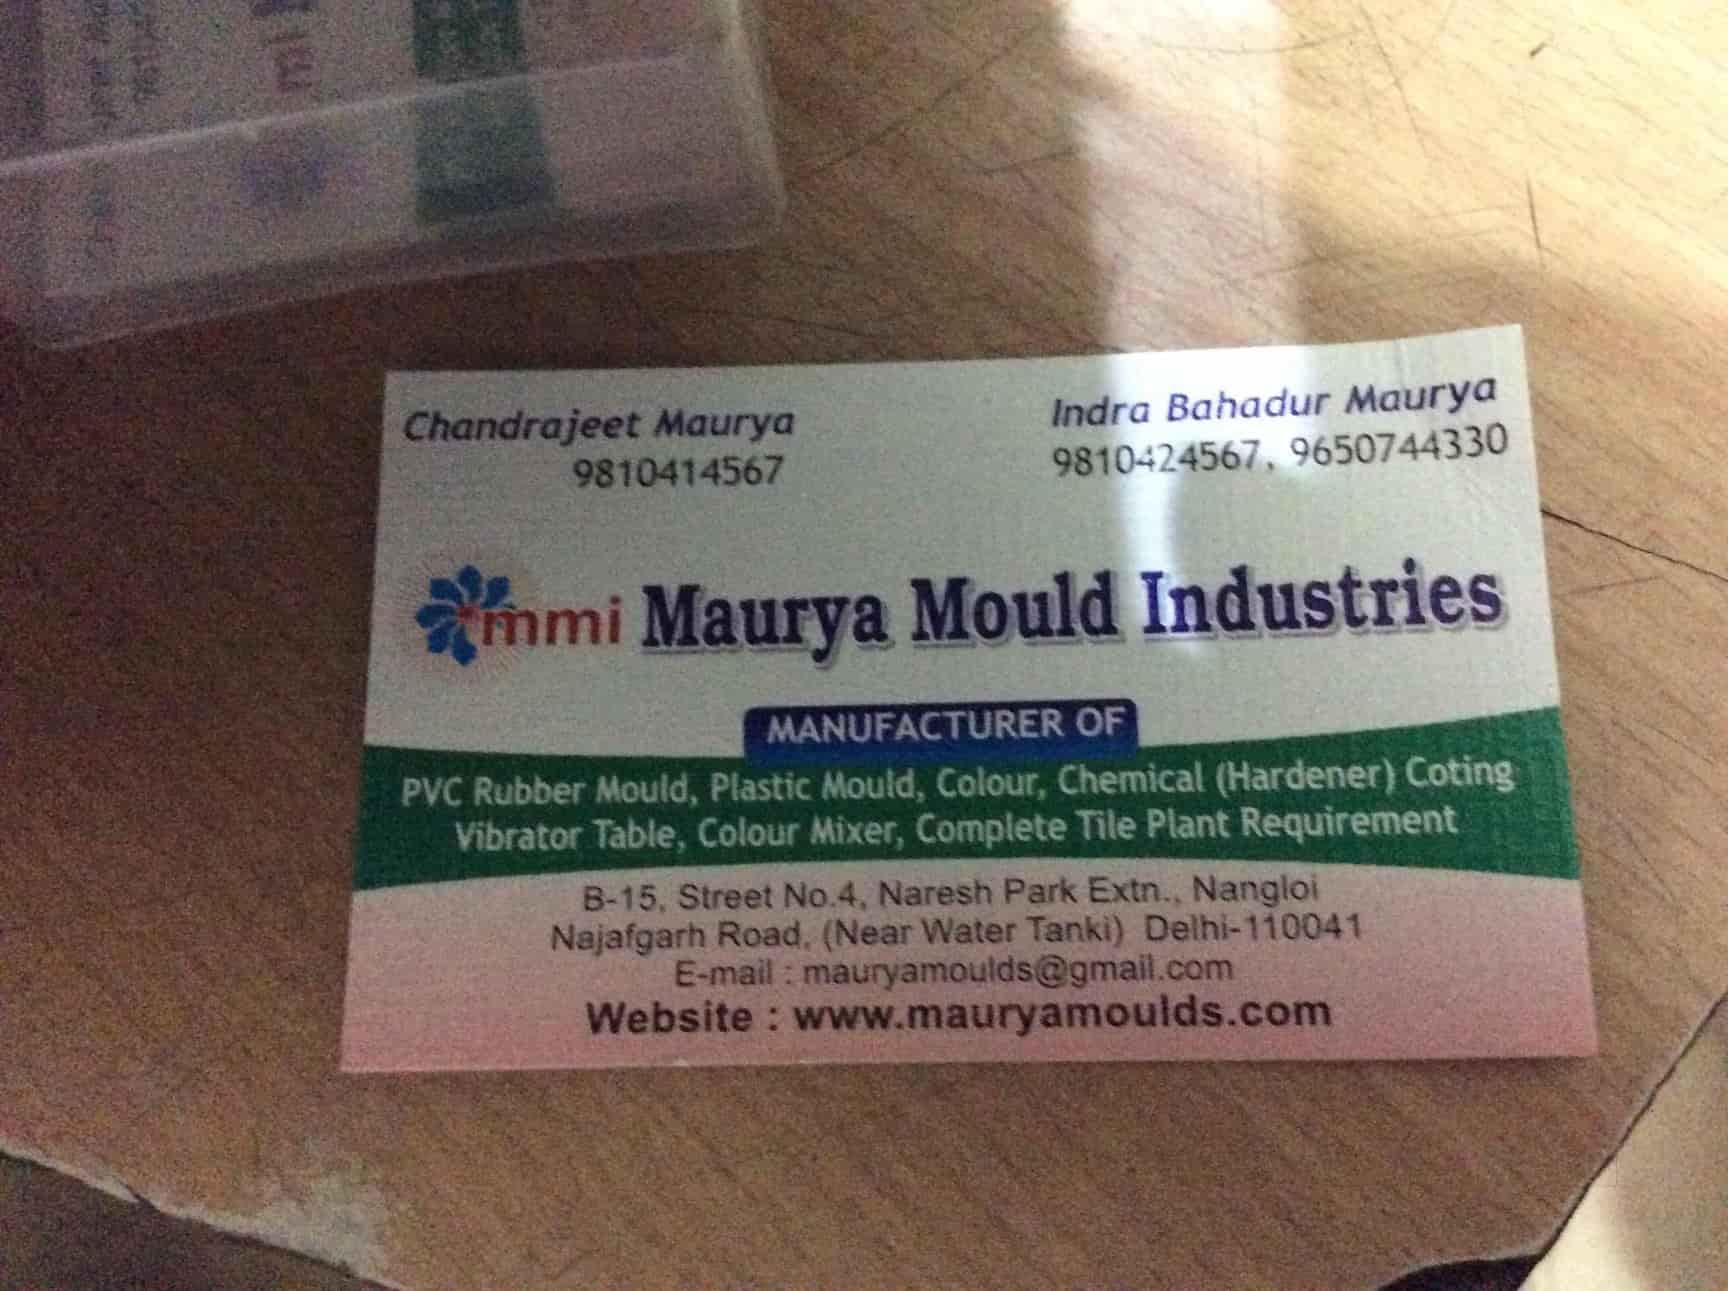 Chandrajeet Maurya
9810414567
Indra Bahadur Maurya
9810424567, 9650744330
mmi Maurya Mould Industries
MANUFACTURER OF
PVC Rubber Mould, Plastic Mould, Colour, Chemical (Hardener) Coting
Vibrator Table, Colour Mixer, Complete Tile Plant Requirement
B-15, Street No.4, Naresh Park Extn., Nangloi
Najafgarh Road, (Near Water Tanki) Delhi-110041
E-mail : mauryamoulds@gmail.com
Website : www.mauryamoulds.com